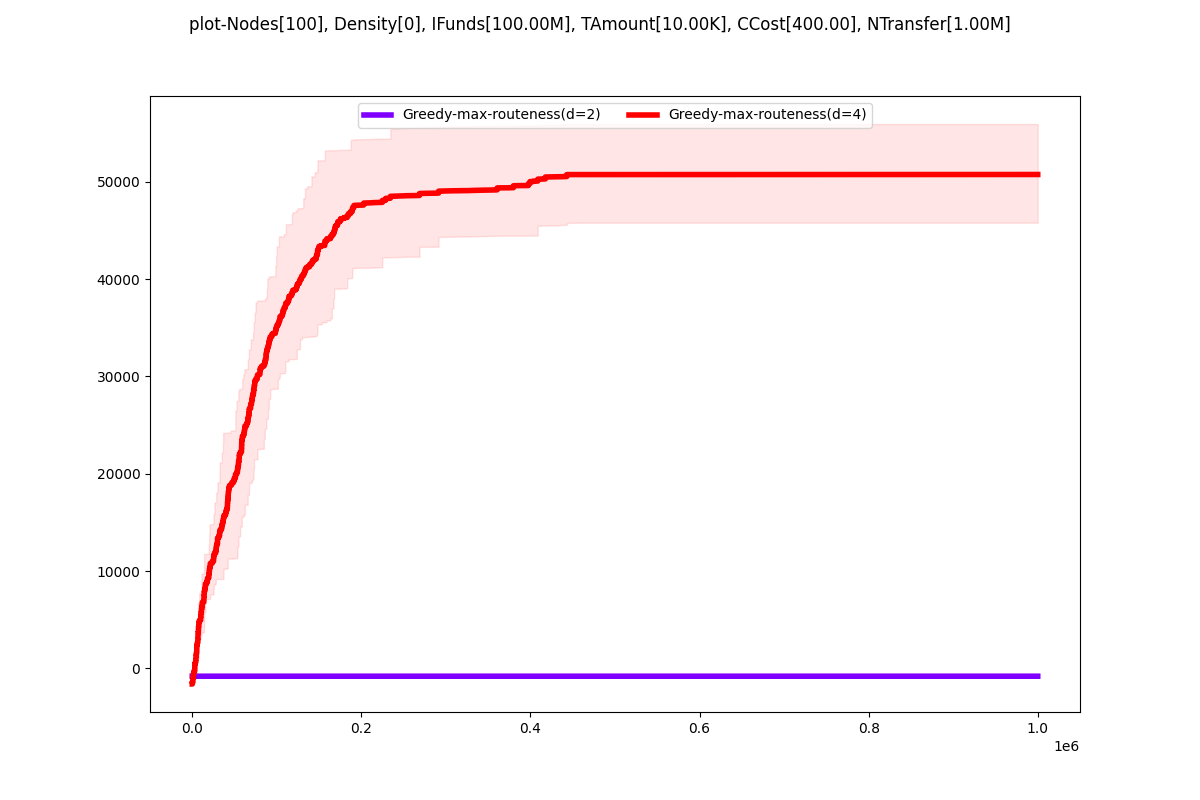 plot-Nodes[100], Density[0], IFunds[100.00M], TAmount[10.00K], CCost[400.00], NTransfer[1.00M]
Greedy-max-routeness(d=2) Greedy-max-routeness(d=4)
50000
40000
30000
20000
10000
0
0.0 0.2 0.4 0.6 0.8 1.0
1e6